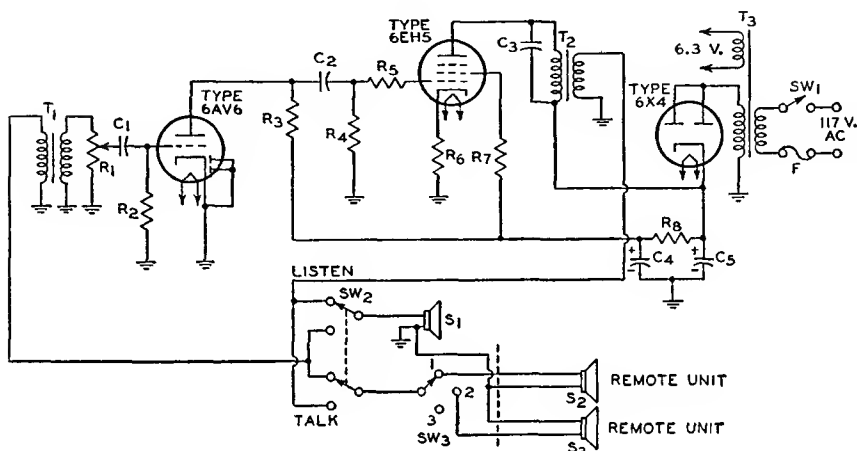 TYPE
6EH5
T3
C3
T2
6.3 V.
TYPE
6AV6
C2
R5
TYPE
6X4
SW1
T1
C1
R3
R4
117 V.
AC
R1
R6
R7
F
R2
R8
+
C4
-
+
C5
-
LISTEN
SW2
S1
1
2
REMOTE UNIT
S2
TALK
3
SW3
REMOTE UNIT